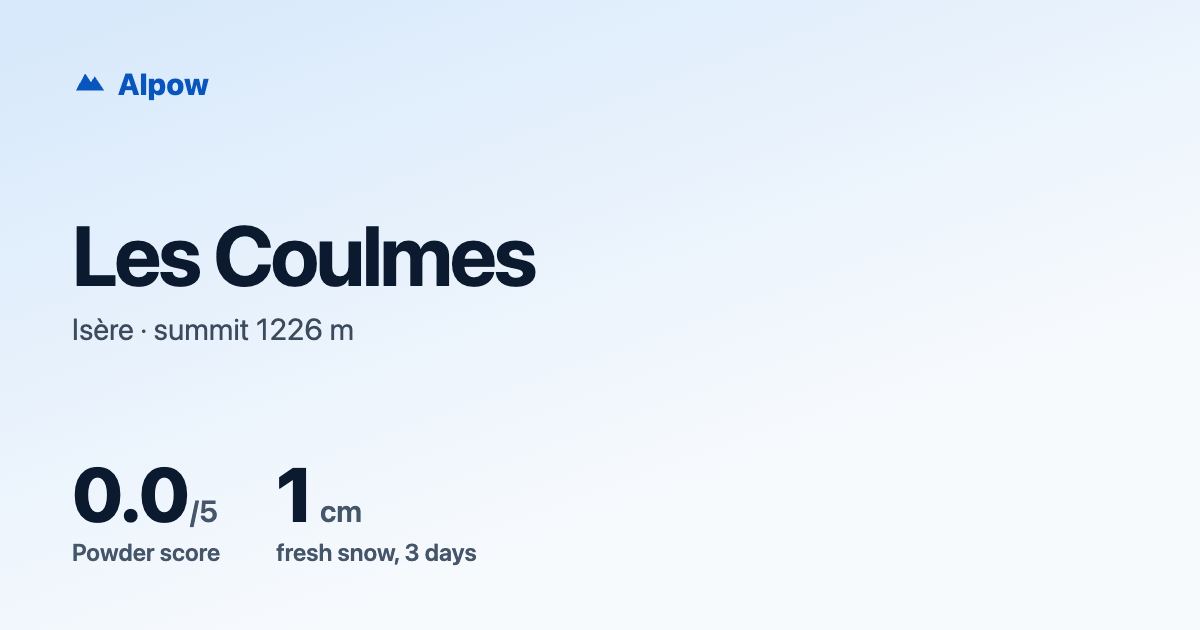 Alpow
Les Coulmes
Isère · summit 1226 m
0.0/5 1 cm
Powder score fresh snow, 3 days